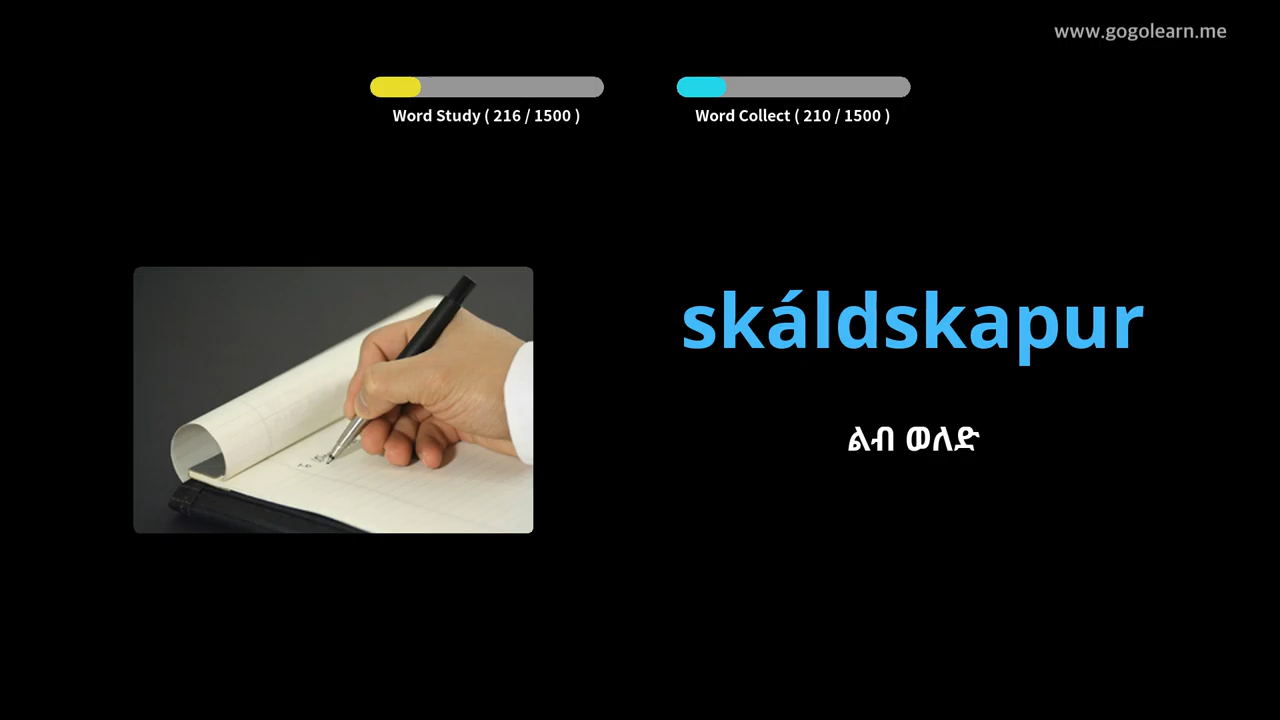 www.gogolearn.me
Word Study ( 216 / 1500 )
Word Collect ( 210 / 1500 )
skáldskapur
ልብ ወለድ